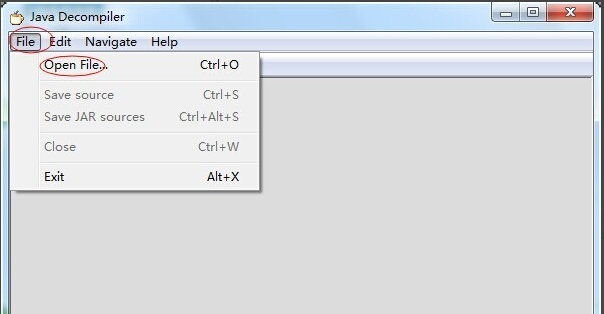 Java Decompiler
File Edit Navigate Help
Open File... Ctrl+O
Save source Ctrl+S
Save JAR sources Ctrl+Alt+S
Close Ctrl+W
Exit Alt+X